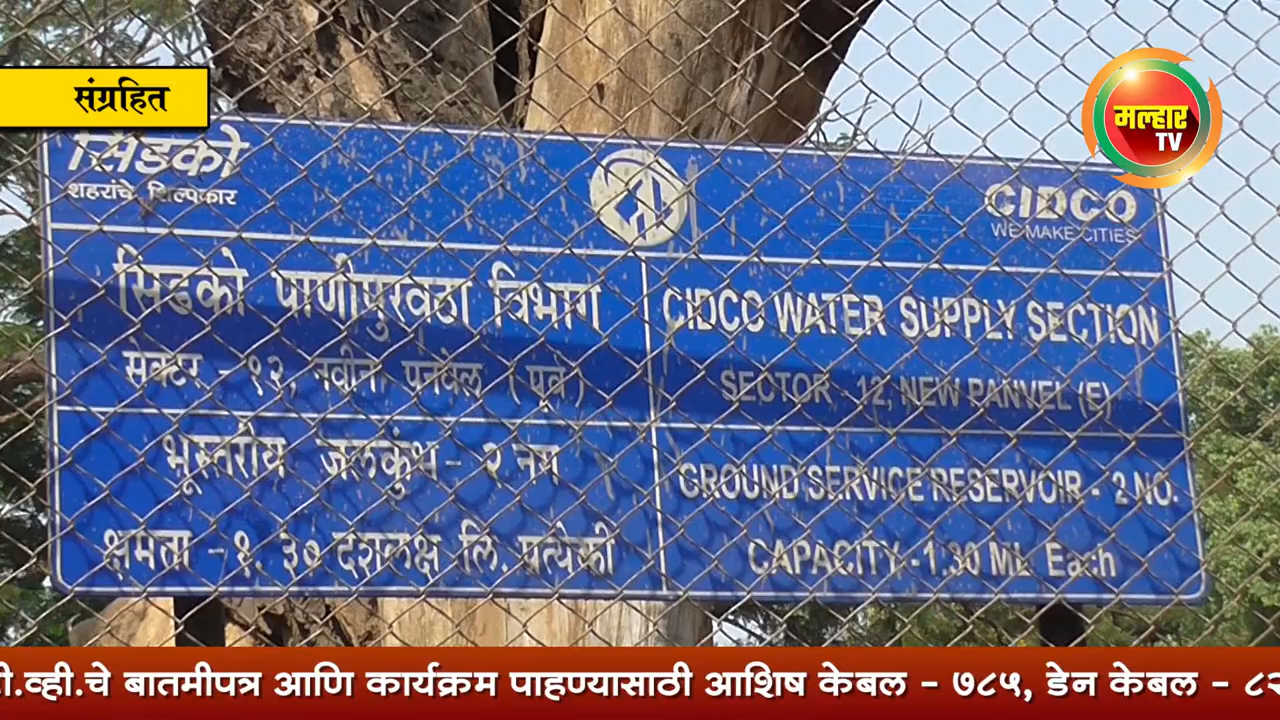 संग्रहित
मल्हार
TV
सिडको
शहरांचे शिल्पकार
CIDCO
WE MAKE CITIES
सिडको पाणीपुरवठा विभाग
सेक्टर - १२, नवीन पनवेल (पूर्व)
CIDCO WATER SUPPLY SECTION
SECTOR - 12, NEW PANVEL (E)
भूस्तरीय जलकुंभ - २ नग
क्षमता - १. ३० दशलक्ष लि. प्रत्येकी
GROUND SERVICE RESERVOIR - 2 NO.
CAPACITY -1.30 ML Each
व्ही.चे बातमीपत्र आणि कार्यक्रम पाहण्यासाठी आशिष केबल - ७८५, डेन केबल -